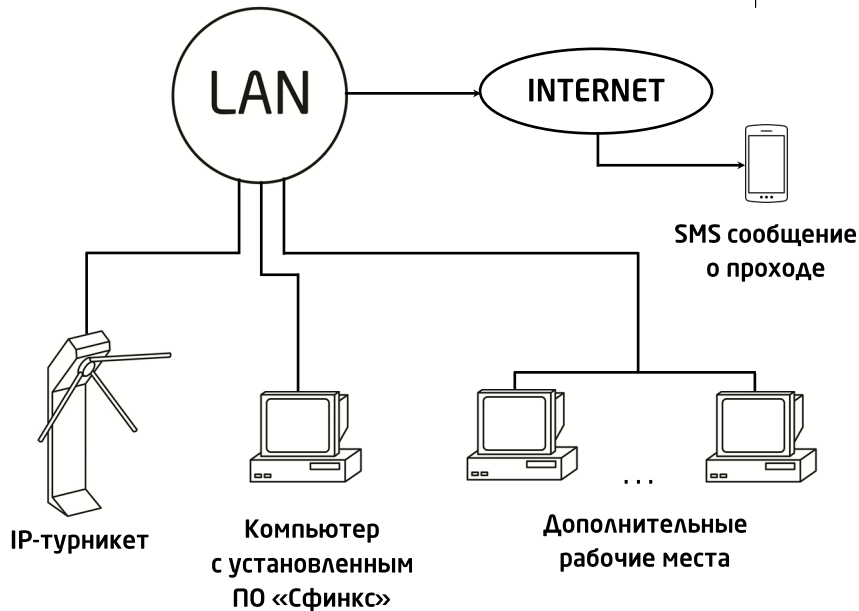 LAN
INTERNET
SMS сообщение
о проходе
IP-турникет
Компьютер
с установленным
ПО «Сфинкс»
. . .
Дополнительные
рабочие места